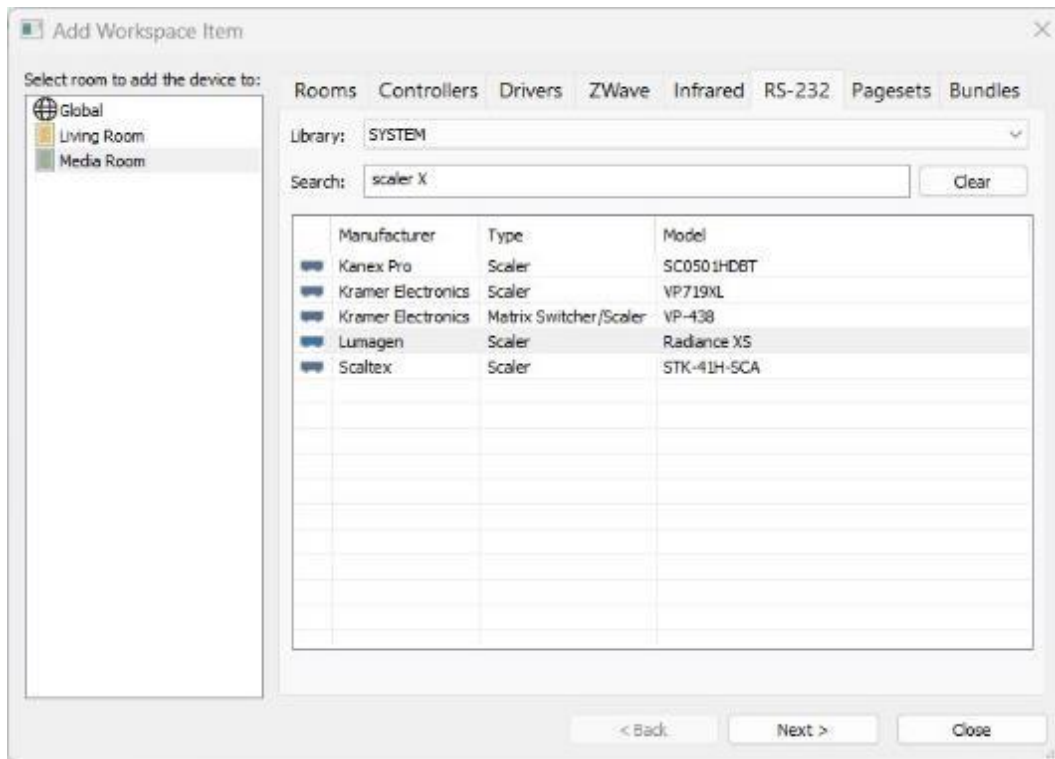 Add Workspace Item
Select room to add the device to:
Global
Living Room
Media Room
Rooms Controllers Drivers ZWave Infrared RS-232 Pagesets Bundles
Library: SYSTEM
Search: scaler X Clear
Manufacturer Type Model
Kanex Pro Scaler SC0501HDBT
Kramer Electronics Scaler VP719XL
Kramer Electronics Matrix Switcher/Scaler VP-438
Lumagen Scaler Radiance XS
Scaltex Scaler STK-41H-SCA
< Back Next > Close